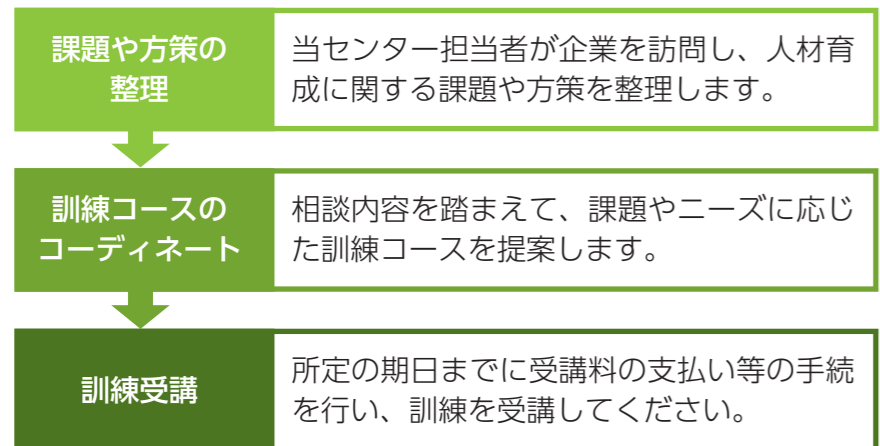 課題や方策の
整理
当センター担当者が企業を訪問し、人材育
成に関する課題や方策を整理します。
訓練コースの
コーディネート
相談内容を踏まえて、課題やニーズに応じ
た訓練コースを提案します。
訓練受講
所定の期日までに受講料の支払い等の手続
を行い、訓練を受講してください。